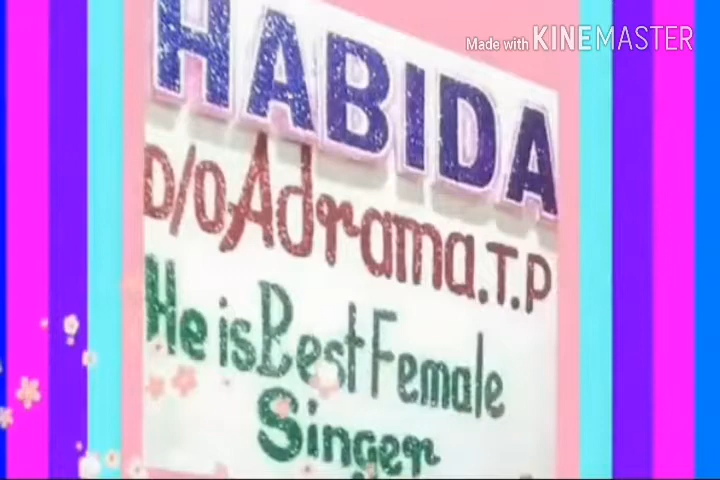 Made with KINEMASTER
HABIDA
D/O Adrama.T.P
He is Best Female
Singer